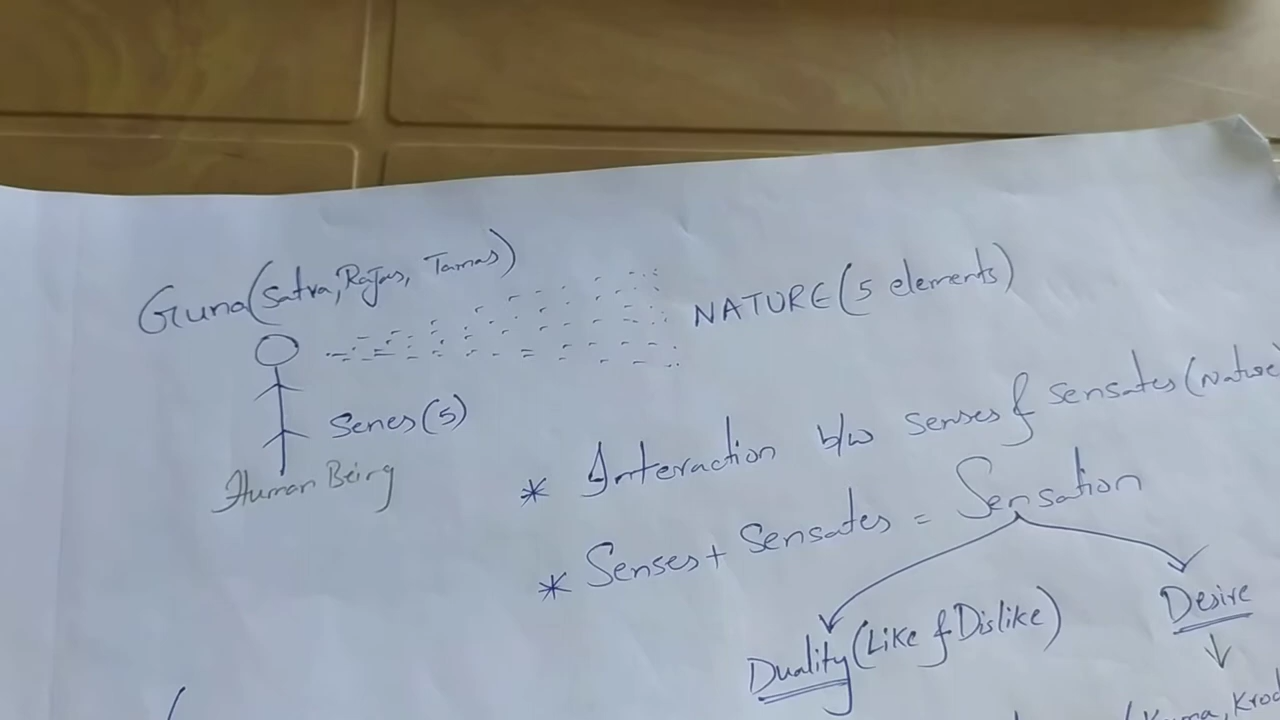 Guna (Satva, Rajas, Tamas)
NATURE (5 elements)
Senes (5)
Human Being
* Interaction b/w senses & sensates (Nature)
* Senses + Sensates = Sensation
Duality (Like & Dislike)
Desire